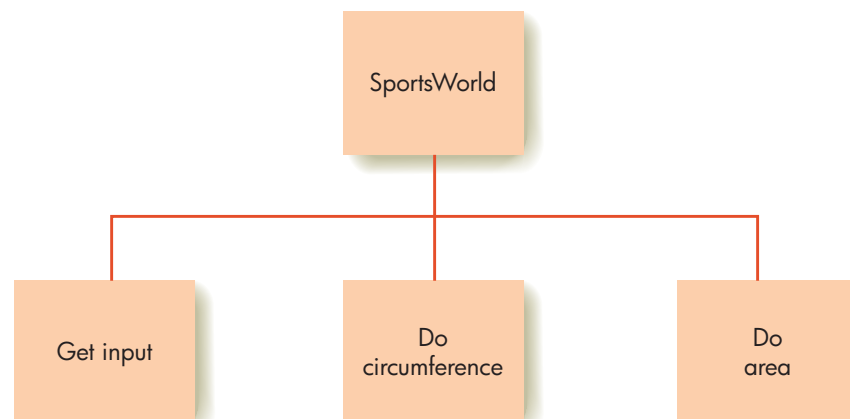 SportsWorld
Get input
Do
circumference
Do
area